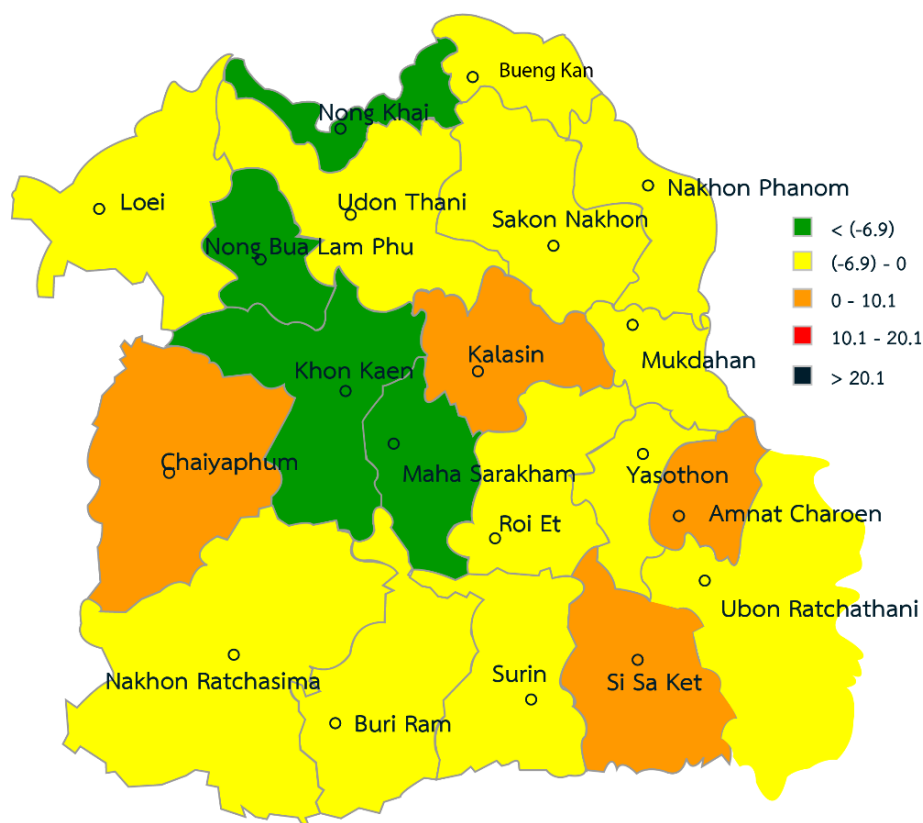 Bueng Kan
Nong Khai
Loei
Udon Thani
Nakhon Phanom
Sakon Nakhon
Nong Bua Lam Phu
< (-6.9)
(-6.9) - 0
0 - 10.1
10.1 - 20.1
> 20.1
Kalasin
Mukdahan
Khon Kaen
Chaiyaphum
Maha Sarakham
Yasothon
Roi Et
Amnat Charoen
Ubon Ratchathani
Nakhon Ratchasima
Surin
Si Sa Ket
Buri Ram